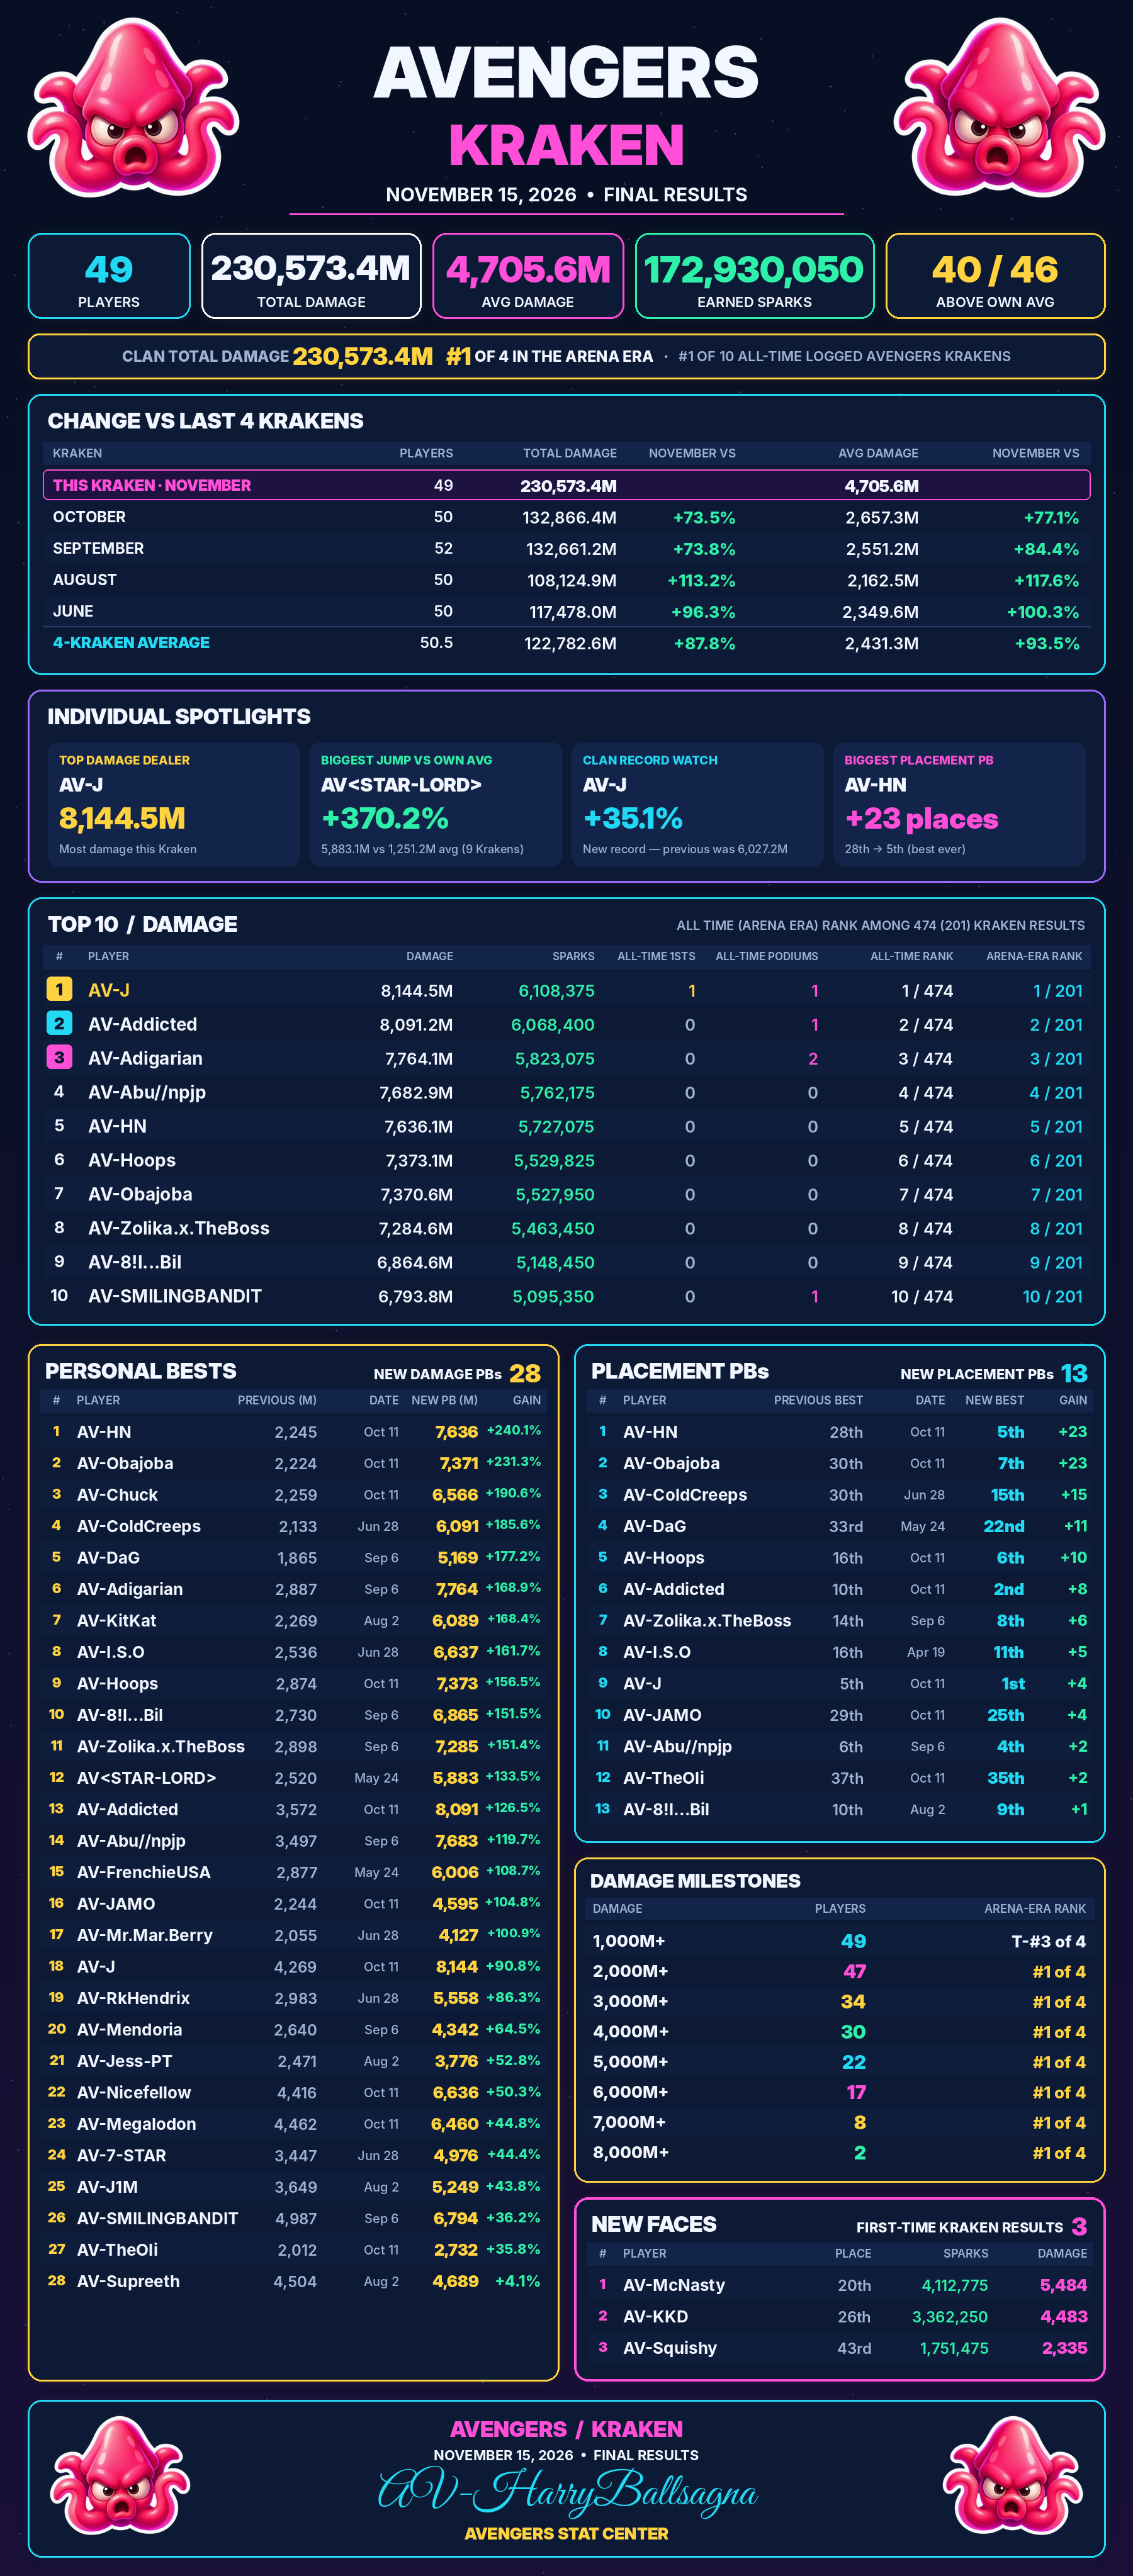 AVENGERS
KRAKEN
NOVEMBER 15, 2026 • FINAL RESULTS
49 230,573.4M 4,705.6M 172,930,050 40 / 46
PLAYERS TOTAL DAMAGE AVG DAMAGE EARNED SPARKS ABOVE OWN AVG
CLAN TOTAL DAMAGE 230,573.4M #1 OF 4 IN THE ARENA ERA · #1 OF 10 ALL-TIME LOGGED AVENGERS KRAKENS
CHANGE VS LAST 4 KRAKENS
KRAKEN PLAYERS TOTAL DAMAGE NOVEMBER VS AVG DAMAGE NOVEMBER VS
THIS KRAKEN · NOVEMBER 49 230,573.4M 4,705.6M
OCTOBER 50 132,866.4M +73.5% 2,657.3M +77.1%
SEPTEMBER 52 132,661.2M +73.8% 2,551.2M +84.4%
AUGUST 50 108,124.9M +113.2% 2,162.5M +117.6%
JUNE 50 117,478.0M +96.3% 2,349.6M +100.3%
4-KRAKEN AVERAGE 50.5 122,782.6M +87.8% 2,431.3M +93.5%
INDIVIDUAL SPOTLIGHTS
TOP DAMAGE DEALER
AV-J
8,144.5M
Most damage this Kraken
BIGGEST JUMP VS OWN AVG
AV<STAR-LORD>
+370.2%
5,883.1M vs 1,251.2M avg (9 Krakens)
CLAN RECORD WATCH
AV-J
+35.1%
New record — previous was 6,027.2M
BIGGEST PLACEMENT PB
AV-HN
+23 places
28th → 5th (best ever)
TOP 10 / DAMAGE ALL TIME (ARENA ERA) RANK AMONG 474 (201) KRAKEN RESULTS
# PLAYER DAMAGE SPARKS ALL-TIME 1STS ALL-TIME PODIUMS ALL-TIME RANK ARENA-ERA RANK
1 AV-J 8,144.5M 6,108,375 1 1 1 / 474 1 / 201
2 AV-Addicted 8,091.2M 6,068,400 0 1 2 / 474 2 / 201
3 AV-Adigarian 7,764.1M 5,823,075 0 2 3 / 474 3 / 201
4 AV-Abu//npjp 7,682.9M 5,762,175 0 0 4 / 474 4 / 201
5 AV-HN 7,636.1M 5,727,075 0 0 5 / 474 5 / 201
6 AV-Hoops 7,373.1M 5,529,825 0 0 6 / 474 6 / 201
7 AV-Obajoba 7,370.6M 5,527,950 0 0 7 / 474 7 / 201
8 AV-Zolika.x.TheBoss 7,284.6M 5,463,450 0 0 8 / 474 8 / 201
9 AV-8!l...Bil 6,864.6M 5,148,450 0 0 9 / 474 9 / 201
10 AV-SMILINGBANDIT 6,793.8M 5,095,350 0 1 10 / 474 10 / 201
PERSONAL BESTS NEW DAMAGE PBs 28
# PLAYER PREVIOUS (M) DATE NEW PB (M) GAIN
1 AV-HN 2,245 Oct 11 7,636 +240.1%
2 AV-Obajoba 2,224 Oct 11 7,371 +231.3%
3 AV-Chuck 2,259 Oct 11 6,566 +190.6%
4 AV-ColdCreeps 2,133 Jun 28 6,091 +185.6%
5 AV-DaG 1,865 Sep 6 5,169 +177.2%
6 AV-Adigarian 2,887 Sep 6 7,764 +168.9%
7 AV-KitKat 2,269 Aug 2 6,089 +168.4%
8 AV-I.S.O 2,536 Jun 28 6,637 +161.7%
9 AV-Hoops 2,874 Oct 11 7,373 +156.5%
10 AV-8!l...Bil 2,730 Sep 6 6,865 +151.5%
11 AV-Zolika.x.TheBoss 2,898 Sep 6 7,285 +151.4%
12 AV<STAR-LORD> 2,520 May 24 5,883 +133.5%
13 AV-Addicted 3,572 Oct 11 8,091 +126.5%
14 AV-Abu//npjp 3,497 Sep 6 7,683 +119.7%
15 AV-FrenchieUSA 2,877 May 24 6,006 +108.7%
16 AV-JAMO 2,244 Oct 11 4,595 +104.8%
17 AV-Mr.Mar.Berry 2,055 Jun 28 4,127 +100.9%
18 AV-J 4,269 Oct 11 8,144 +90.8%
19 AV-RkHendrix 2,983 Jun 28 5,558 +86.3%
20 AV-Mendoria 2,640 Sep 6 4,342 +64.5%
21 AV-Jess-PT 2,471 Aug 2 3,776 +52.8%
22 AV-Nicefellow 4,416 Oct 11 6,636 +50.3%
23 AV-Megalodon 4,462 Oct 11 6,460 +44.8%
24 AV-7-STAR 3,447 Jun 28 4,976 +44.4%
25 AV-J1M 3,649 Aug 2 5,249 +43.8%
26 AV-SMILINGBANDIT 4,987 Sep 6 6,794 +36.2%
27 AV-TheOli 2,012 Oct 11 2,732 +35.8%
28 AV-Supreeth 4,504 Aug 2 4,689 +4.1%
PLACEMENT PBs NEW PLACEMENT PBs 13
# PLAYER PREVIOUS BEST DATE NEW BEST GAIN
1 AV-HN 28th Oct 11 5th +23
2 AV-Obajoba 30th Oct 11 7th +23
3 AV-ColdCreeps 30th Jun 28 15th +15
4 AV-DaG 33rd May 24 22nd +11
5 AV-Hoops 16th Oct 11 6th +10
6 AV-Addicted 10th Oct 11 2nd +8
7 AV-Zolika.x.TheBoss 14th Sep 6 8th +6
8 AV-I.S.O 16th Apr 19 11th +5
9 AV-J 5th Oct 11 1st +4
10 AV-JAMO 29th Oct 11 25th +4
11 AV-Abu//npjp 6th Sep 6 4th +2
12 AV-TheOli 37th Oct 11 35th +2
13 AV-8!l...Bil 10th Aug 2 9th +1
DAMAGE MILESTONES
DAMAGE PLAYERS ARENA-ERA RANK
1,000M+ 49 T-#3 of 4
2,000M+ 47 #1 of 4
3,000M+ 34 #1 of 4
4,000M+ 30 #1 of 4
5,000M+ 22 #1 of 4
6,000M+ 17 #1 of 4
7,000M+ 8 #1 of 4
8,000M+ 2 #1 of 4
NEW FACES FIRST-TIME KRAKEN RESULTS 3
# PLAYER PLACE SPARKS DAMAGE
1 AV-McNasty 20th 4,112,775 5,484
2 AV-KKD 26th 3,362,250 4,483
3 AV-Squishy 43rd 1,751,475 2,335
AVENGERS / KRAKEN
NOVEMBER 15, 2026 • FINAL RESULTS
AV-HarryBallsagna
AVENGERS STAT CENTER